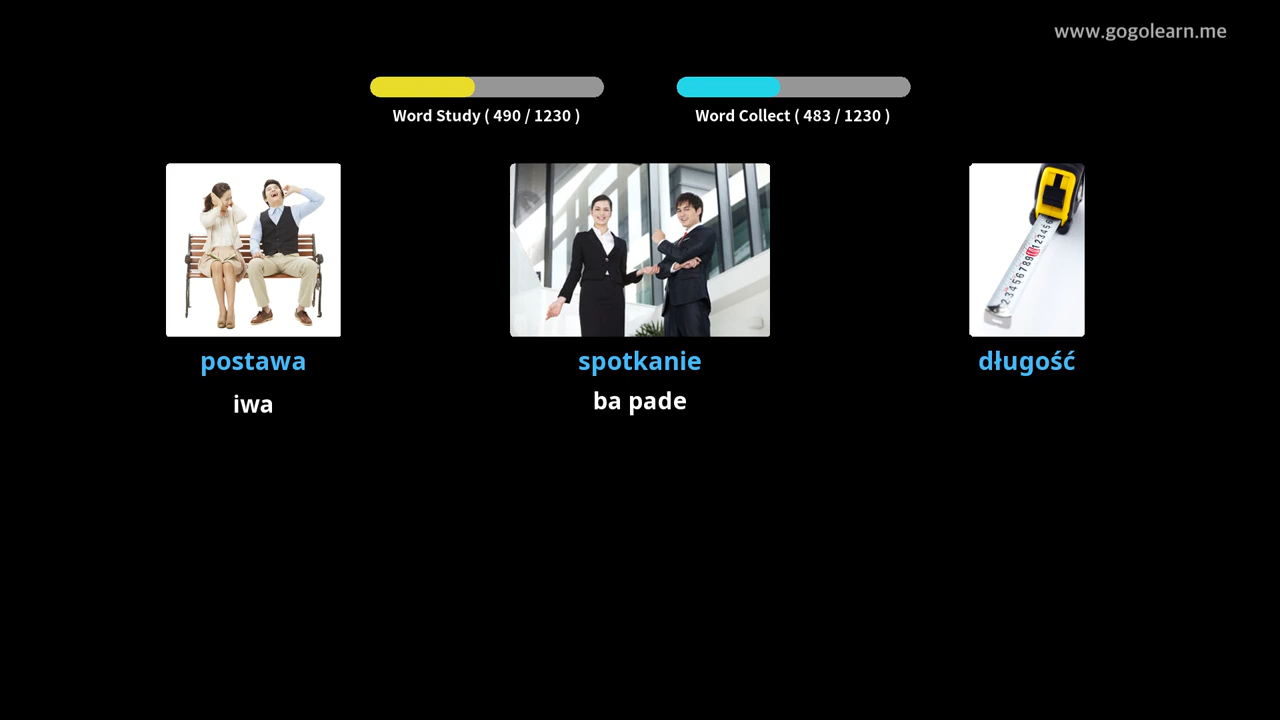 www.gogolearn.me
Word Study ( 490 / 1230 )
Word Collect ( 483 / 1230 )
postawa
iwa
spotkanie
ba pade
długość